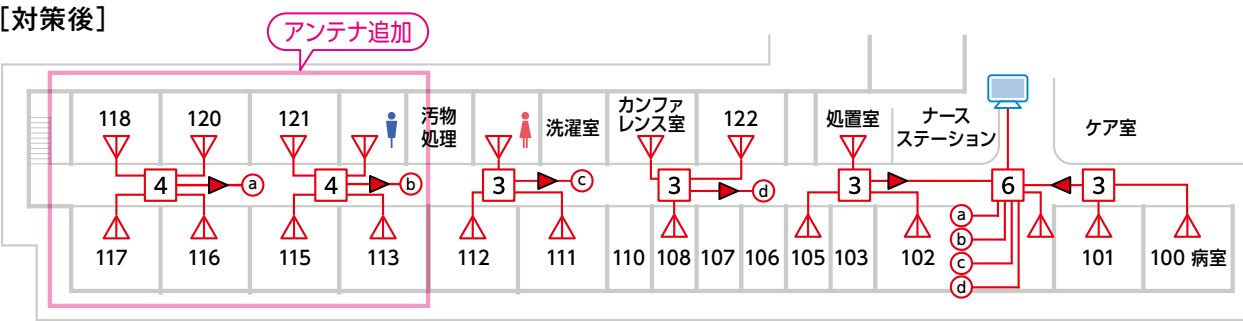 [対策後]
アンテナ追加
118
120
121
汚物
処理
洗濯室
カンファ
レンス室
122
処置室
ナース
ステーション
ケア室
4
a
4
b
3
c
3
d
3
6
3
a
b
c
d
117
116
115
113
112
111
110
108
107
106
105
103
102
101
100 病室